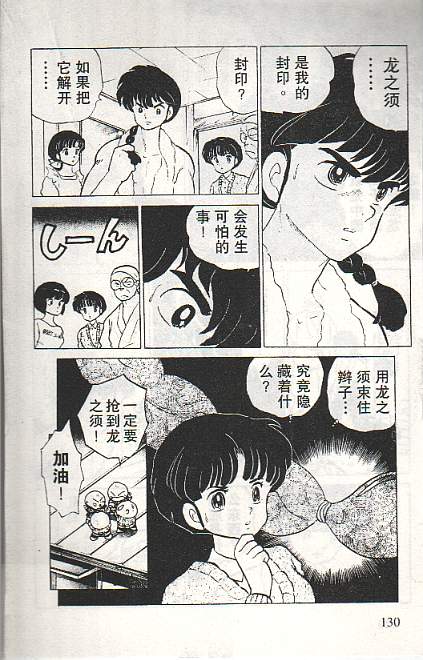 龙之须
……
是我的
封印。
封印？
如果把
它解开
……
会发生
可怕的
事！
しーん
用龙之
须束住
辫子…
究竟隐
藏着什
么？
一定要
抢到龙
之须！
加油！
130